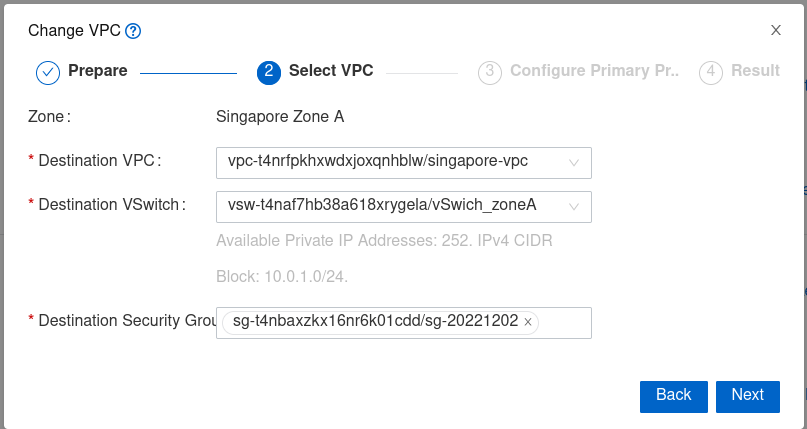 Change VPC ?
Prepare 2 Select VPC 3 Configure Primary Pr.. 4 Result
Zone : Singapore Zone A
* Destination VPC : vpc-t4nrfpkhxwdxjoxqnhblw/singapore-vpc
* Destination VSwitch : vsw-t4naf7hb38a618xrygela/vSwich_zoneA
Available Private IP Addresses: 252. IPv4 CIDR
Block: 10.0.1.0/24.
* Destination Security Grou sg-t4nbaxzkx16nr6k01cdd/sg-20221202 ×
Back Next